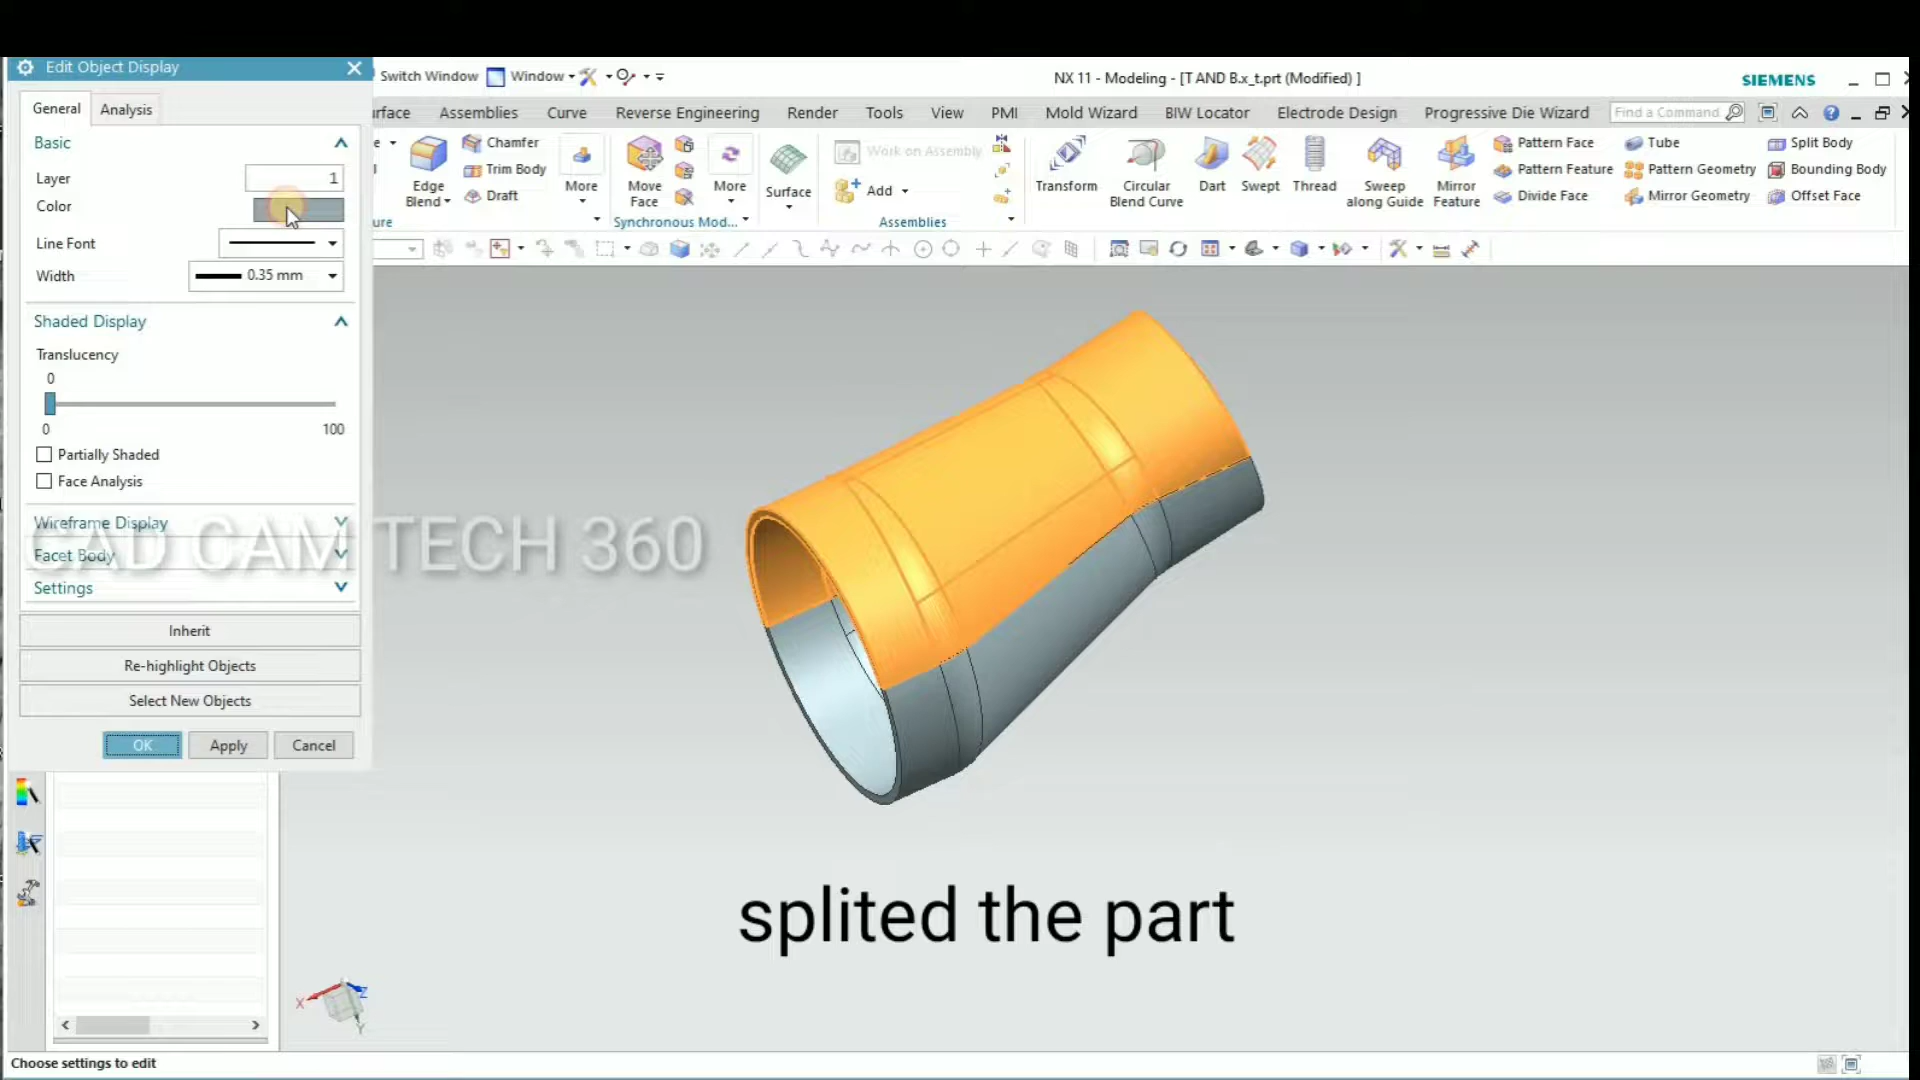 Edit Object Display
Switch Window
Window
NX 11 - Modeling - [T AND B.x_t.prt (Modified) ]
SIEMENS
General
Analysis
urface
Assemblies
Curve
Reverse Engineering
Render
Tools
View
PMI
Mold Wizard
BIW Locator
Electrode Design
Progressive Die Wizard
Find a Command
Basic
Layer
1
Color
Line Font
Width
0.35 mm
e
Edge
Blend
Chamfer
Trim Body
Draft
More
ure
Move
Face
More
Synchronous Mod...
Surface
Work on Assembly
Add
Assemblies
Transform
Circular
Blend Curve
Dart
Swept
Thread
Sweep
along Guide
Mirror
Feature
Pattern Face
Pattern Feature
Divide Face
Tube
Pattern Geometry
Mirror Geometry
Split Body
Bounding Body
Offset Face
Shaded Display
Translucency
0
0
100
Partially Shaded
Face Analysis
Wireframe Display
CAD CAM TECH 360
Facet Body
Settings
Inherit
Re-highlight Objects
Select New Objects
OK
Apply
Cancel
splited the part
X
Z
Y
Choose settings to edit